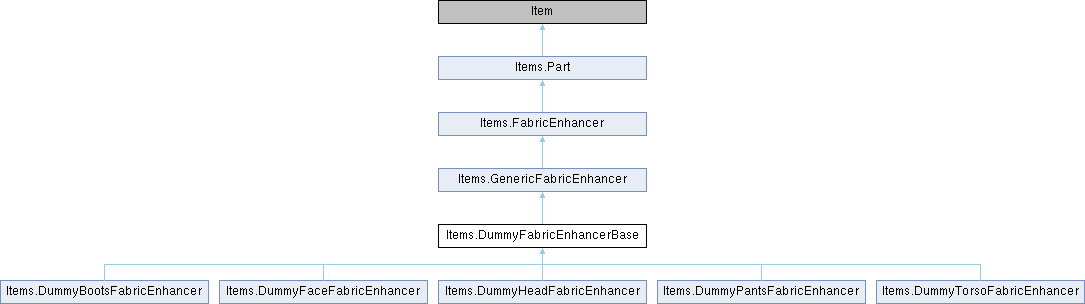 Item
Items.Part
Items.FabricEnhancer
Items.GenericFabricEnhancer
Items.DummyFabricEnhancerBase
Items.DummyBootsFabricEnhancer
Items.DummyFaceFabricEnhancer
Items.DummyHeadFabricEnhancer
Items.DummyPantsFabricEnhancer
Items.DummyTorsoFabricEnhancer